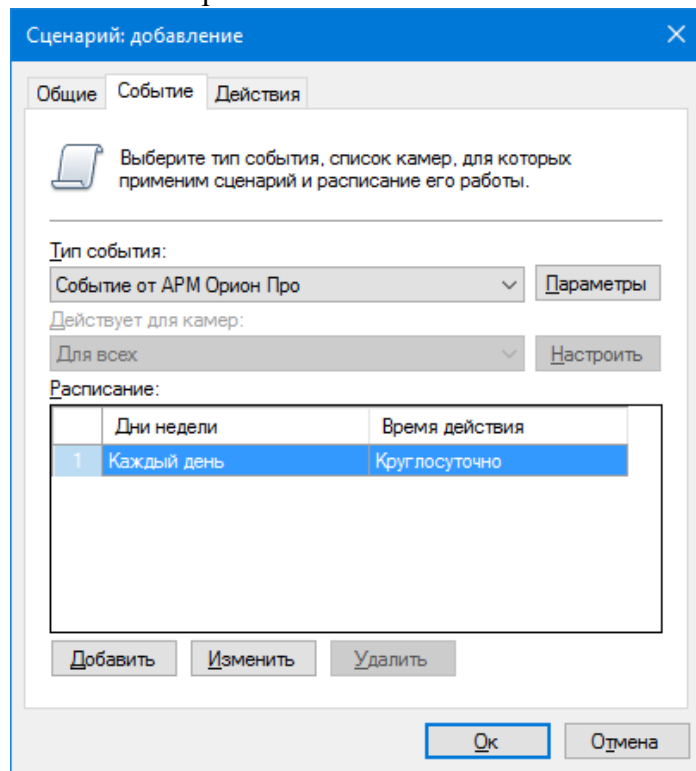 Сценарий: добавление
Общие Событие Действия
Выберите тип события, список камер, для которых
применим сценарий и расписание его работы.
Тип события:
Событие от АРМ Орион Про Параметры
Действует для камер:
Для всех Настроить
Расписание:
Дни недели Время действия
1 Каждый день Круглосуточно
Добавить Изменить Удалить
Ок Отмена